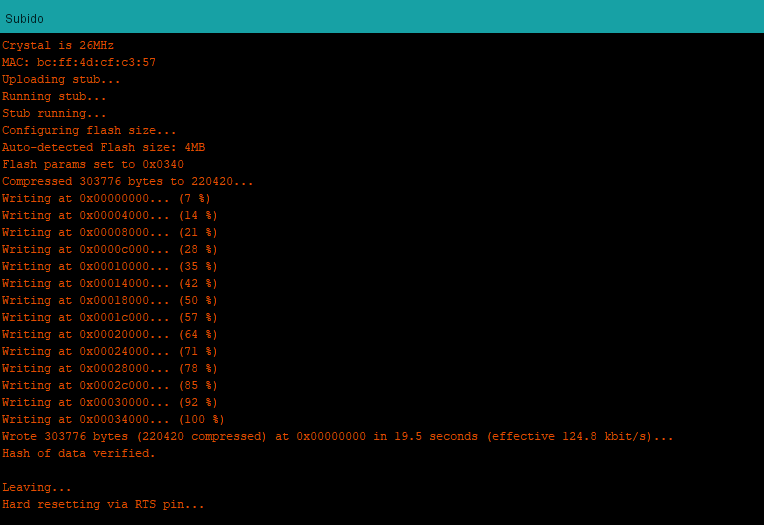 Subido
Crystal is 26MHz
MAC: bc:ff:4d:cf:c3:57
Uploading stub...
Running stub...
Stub running...
Configuring flash size...
Auto-detected Flash size: 4MB
Flash params set to 0x0340
Compressed 303776 bytes to 220420...
Writing at 0x00000000... (7 %)
Writing at 0x00004000... (14 %)
Writing at 0x00008000... (21 %)
Writing at 0x0000c000... (28 %)
Writing at 0x00010000... (35 %)
Writing at 0x00014000... (42 %)
Writing at 0x00018000... (50 %)
Writing at 0x0001c000... (57 %)
Writing at 0x00020000... (64 %)
Writing at 0x00024000... (71 %)
Writing at 0x00028000... (78 %)
Writing at 0x0002c000... (85 %)
Writing at 0x00030000... (92 %)
Writing at 0x00034000... (100 %)
Wrote 303776 bytes (220420 compressed) at 0x00000000 in 19.5 seconds (effective 124.8 kbit/s)...
Hash of data verified.
Leaving...
Hard resetting via RTS pin...